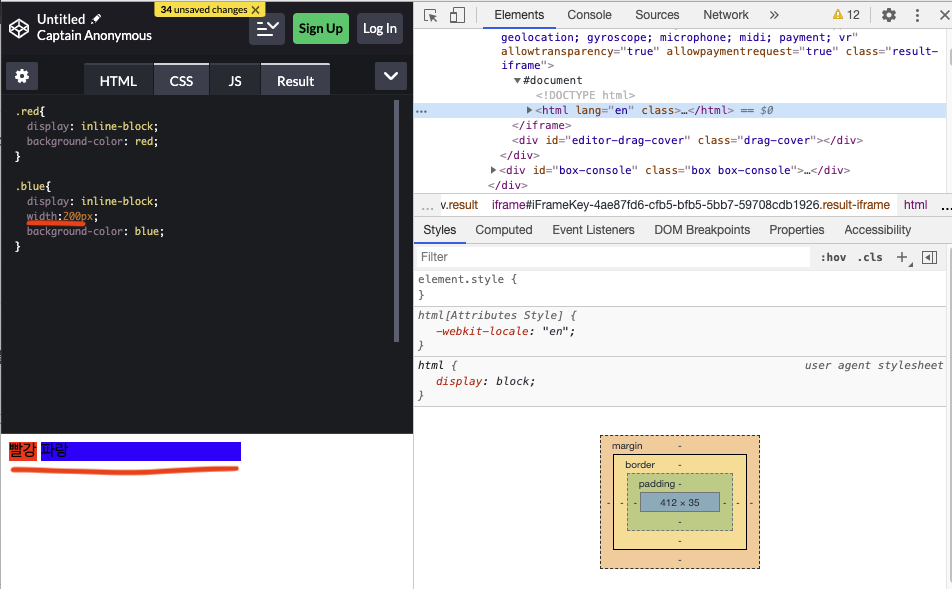 34 unsaved changes ×
Untitled
Captain Anonymous
Sign Up
Log In
HTML
CSS
JS
Result
.red{
display: inline-block;
background-color: red;
}
.blue{
display: inline-block;
width:200px;
background-color: blue;
}
빨강 파랑
Elements Console Sources Network » 12
geolocation; gyroscope; microphone; midi; payment; vr"
allowtransparency="true" allowpaymentrequest="true" class="result-
iframe">
▼#document
<!DOCTYPE html>
… ▶<html lang="en" class>…</html> == $0
</iframe>
<div id="editor-drag-cover" class="drag-cover"></div>
</div>
▶<div id="box-console" class="box box-console">…</div>
</div>
… v.result iframe#iFrameKey-4ae87fd6-cfb5-bfb5-5bb7-59708cdb1926.result-iframe html …
Styles Computed Event Listeners DOM Breakpoints Properties Accessibility
Filter :hov .cls +
element.style {
}
html[Attributes Style] {
-webkit-locale: "en";
}
html { user agent stylesheet
display: block;
}
margin -
border -
padding -
- - - 412 × 35 - - -
-
-
-